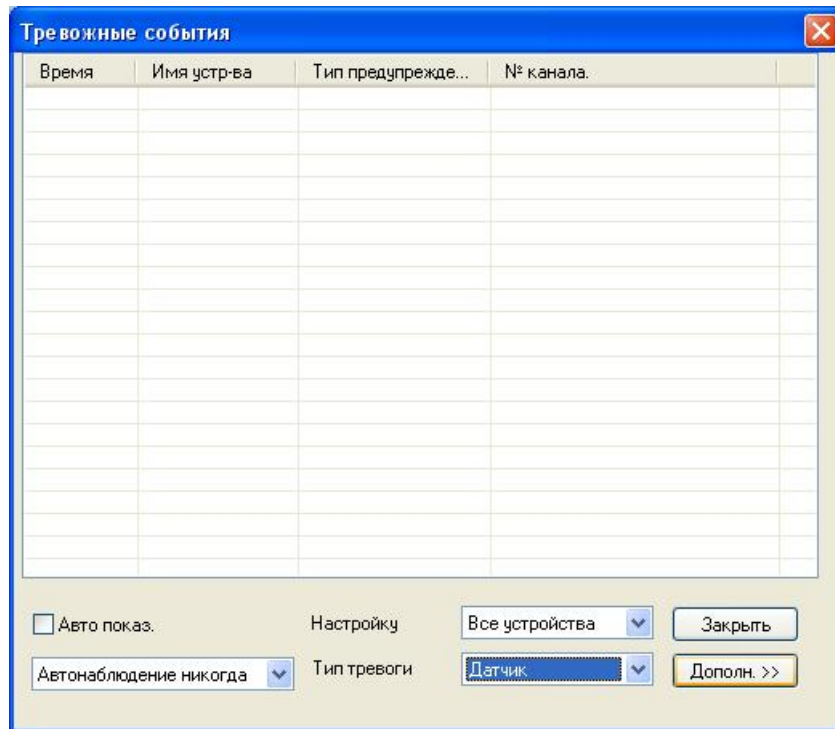 Тревожные события
Время Имя устр-ва Тип предупрежде... № канала.
Авто показ. Настройку Все устройства Закрыть
Автонаблюдение никогда Тип тревоги Датчик Дополн. >>